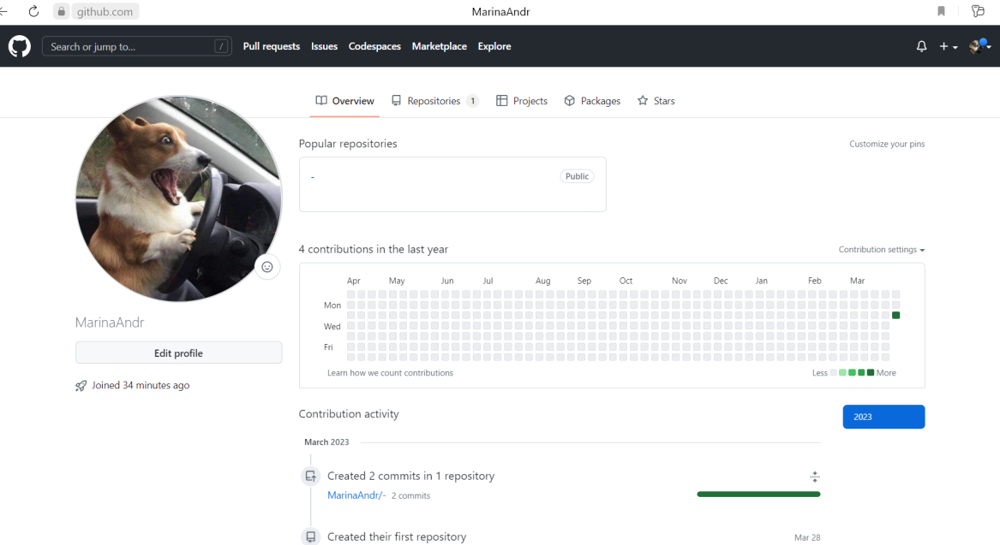 github.com
MarinaAndr
Search or jump to...
/
Pull requests
Issues
Codespaces
Marketplace
Explore
Overview
Repositories 1
Projects
Packages
Stars
Popular repositories
Customize your pins
-
Public
4 contributions in the last year
Contribution settings
Apr May Jun Jul Aug Sep Oct Nov Dec Jan Feb Mar
Mon
Wed
Fri
Learn how we count contributions
Less More
MarinaAndr
Edit profile
Joined 34 minutes ago
Contribution activity
2023
March 2023
Created 2 commits in 1 repository
MarinaAndr/- 2 commits
Created their first repository
Mar 28